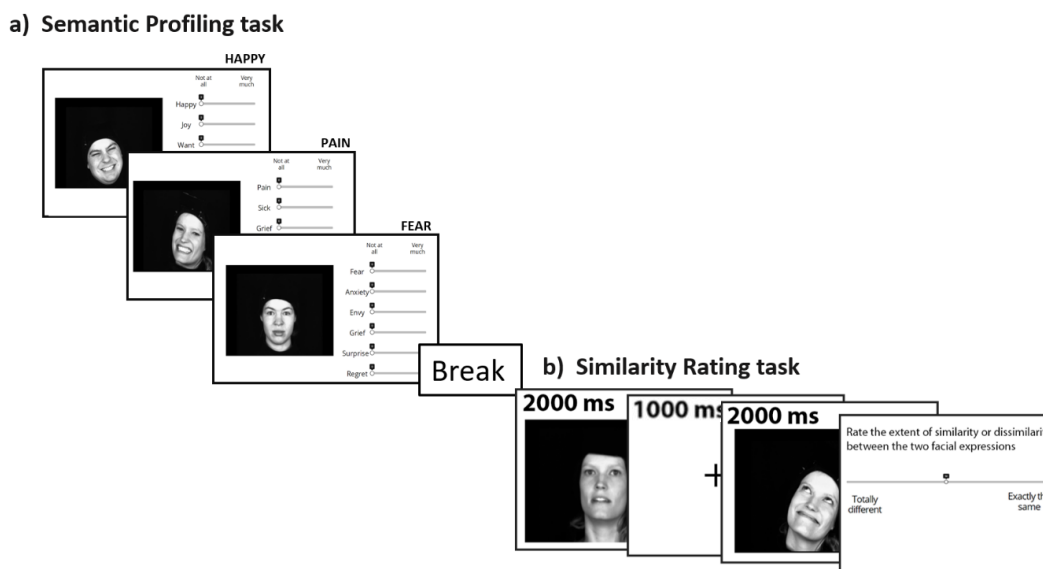 a) Semantic Profiling task
HAPPY
Not at all
Very much
Happy
Joy
Want
PAIN
Not at all
Very much
Pain
Sick
Grief
FEAR
Not at all
Very much
Fear
Anxiety
Envy
Grief
Surprise
Regret
Break
b) Similarity Rating task
2000 ms
1000 ms
2000 ms
Rate the extent of similarity or
between the two facial expressions
+
Totally different
Exactly
same